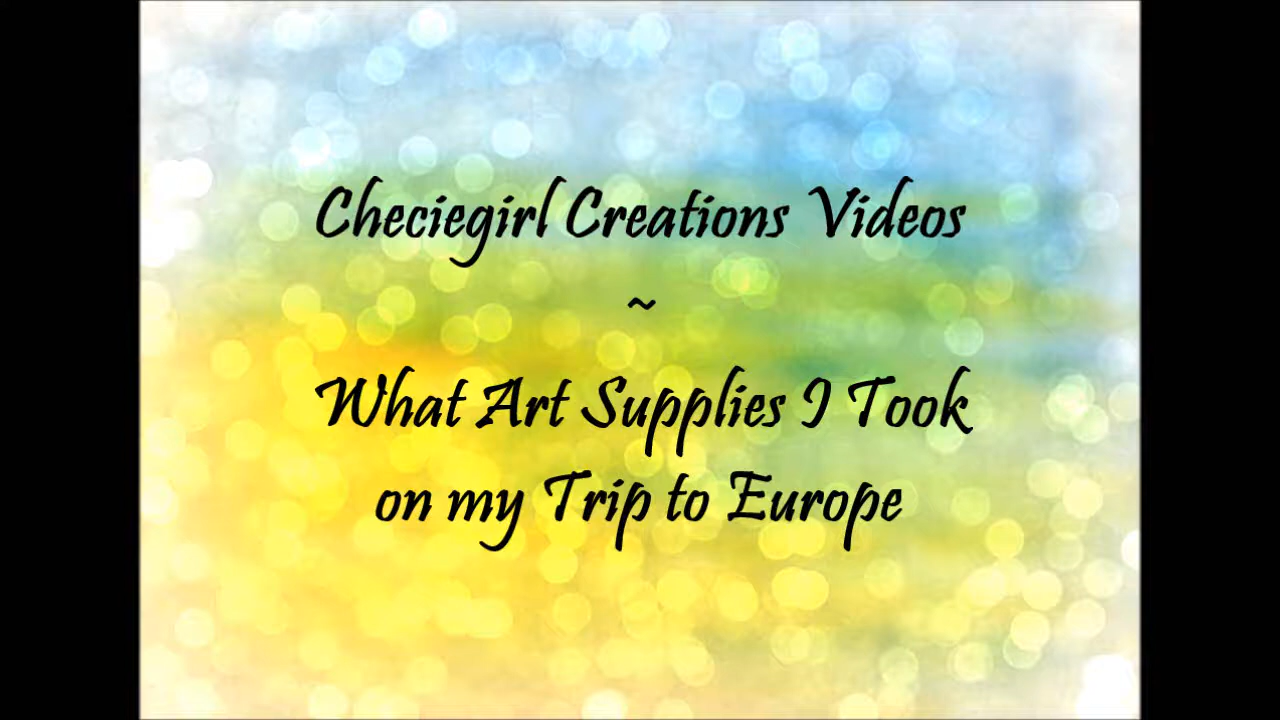 Checiegirl Creations Videos
~
What Art Supplies I Took
on my Trip to Europe